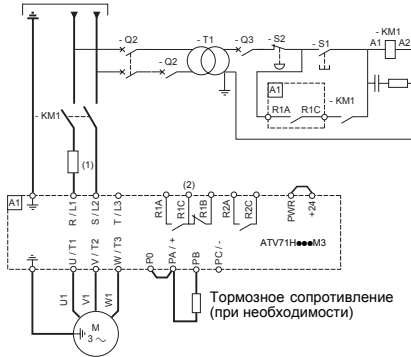 - Q2
- T1
- Q3
- S2
- S1
- KM1
A1
A2
- Q2
A1
R1A
R1C
- KM1
- KM1
(1)
(2)
A1
R / L1
S / L2
T / L3
R1A
R1C
R1B
R2A
R2C
PWR
+24
ATV71H●●●M3
U / T1
V / T2
W / T3
P0
PA / +
PB
PC / -
U1
V1
W1
M
3 ~
Тормозное сопротивление
(при необходимости)